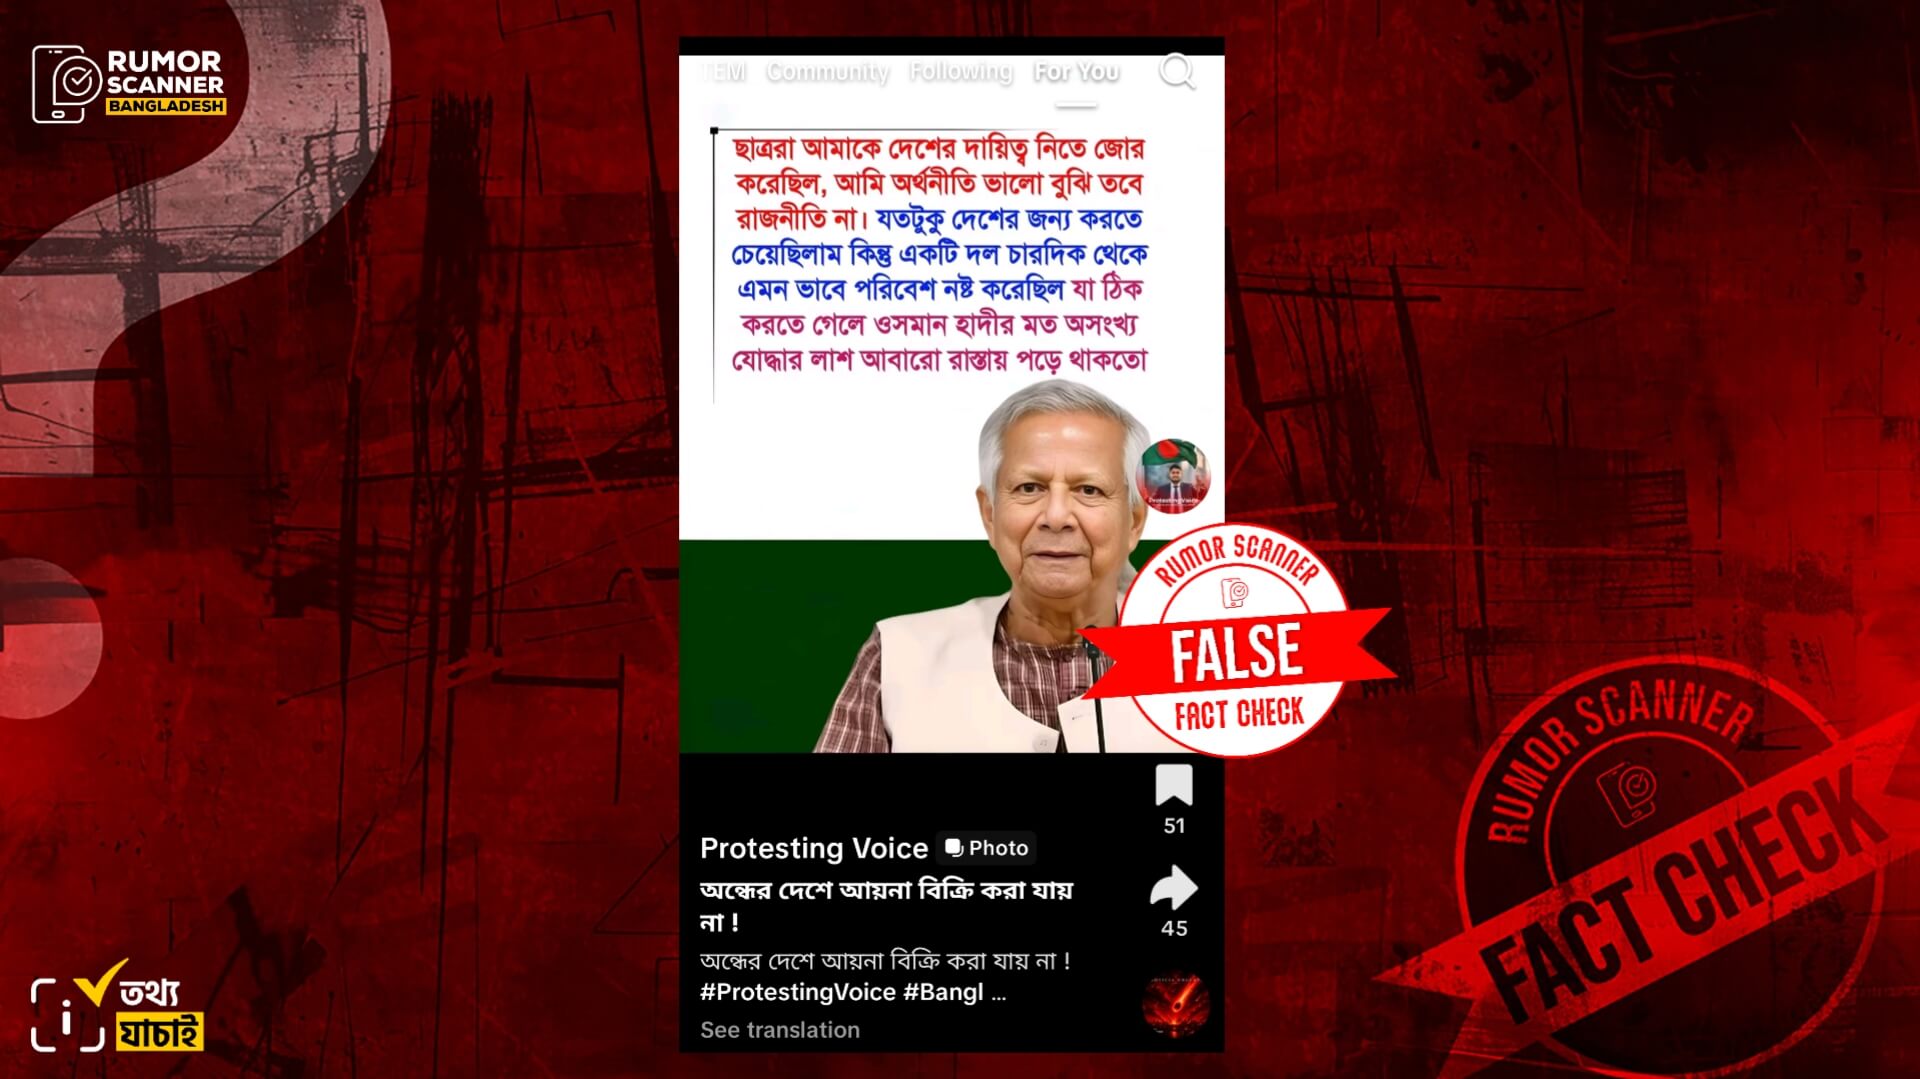 RUMOR
SCANNER
BANGLADESH
Community Following For You
ছাত্ররা আমাকে দেশের দায়িত্ব নিতে জোর
করেছিল, আমি অর্থনীতি ভালো বুঝি তবে
রাজনীতি না। যতটুকু দেশের জন্য করতে
চেয়েছিলাম কিন্তু একটি দল চারদিক থেকে
এমন ভাবে পরিবেশ নষ্ট করেছিল যা ঠিক
করতে গেলে ওসমান হাদীর মত অসংখ্য
যোদ্ধার লাশ আবারো রাস্তায় পড়ে থাকতো
RUMOR SCANNER
FALSE
FACT CHECK
51
Protesting Voice Photo
অন্ধের দেশে আয়না বিক্রি করা যায়
না !
45
অন্ধের দেশে আয়না বিক্রি করা যায় না !
#ProtestingVoice #Bangl ...
See translation
RUMOR SCANNER
FACT CHECK
তথ্য
যাচাই